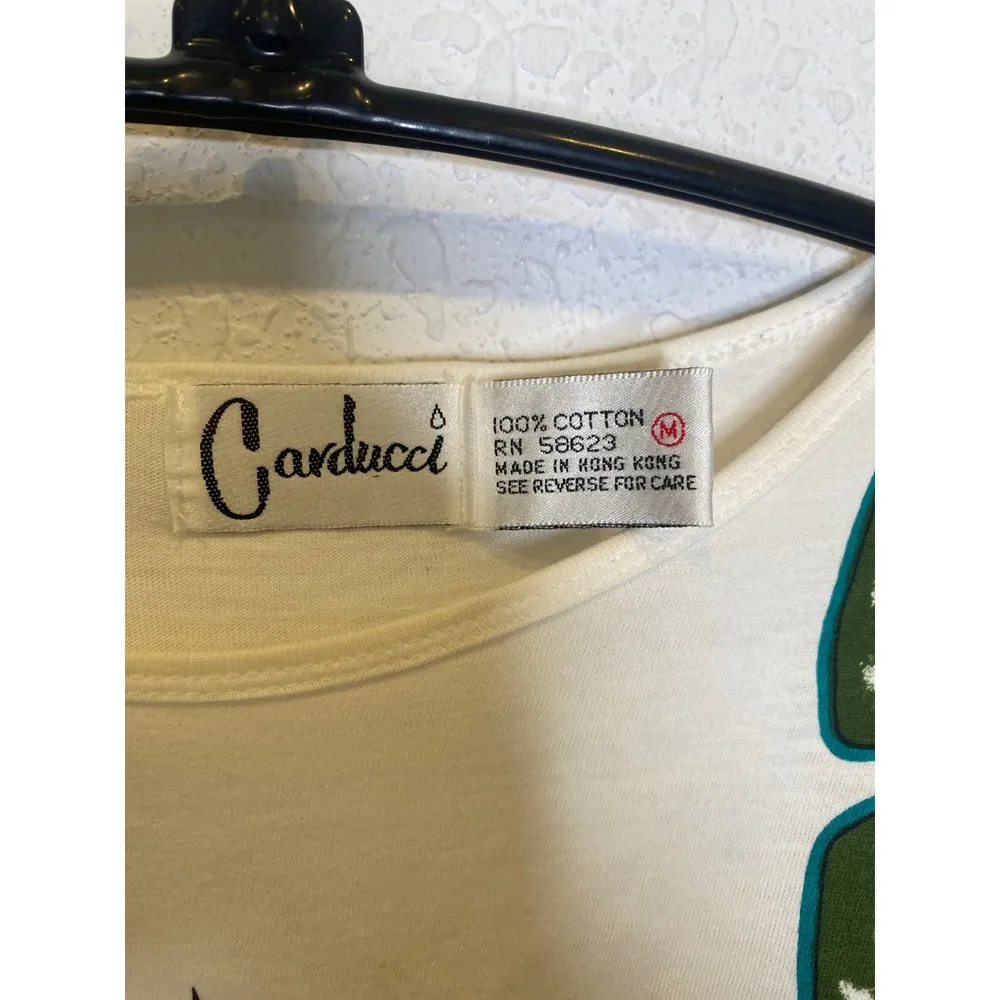 Carducci
100% COTTON M
RN 58623
MADE IN HONG KONG
SEE REVERSE FOR CARE